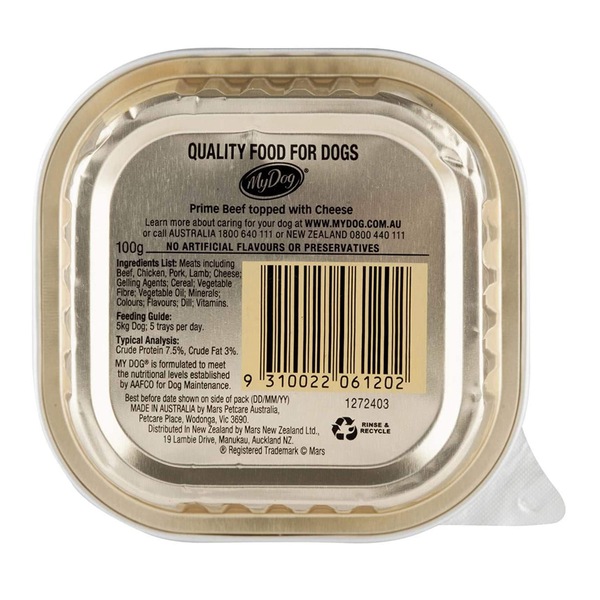 QUALITY FOOD FOR DOGS
My Dog®
Prime Beef topped with Cheese
Learn more about caring for your dog at WWW.MYDOG.COM.AU
or call AUSTRALIA 1800 640 111 or NEW ZEALAND 0800 440 111
100g NO ARTIFICIAL FLAVOURS OR PRESERVATIVES
Ingredients List: Meats including
Beef, Chicken, Pork, Lamb; Cheese;
Gelling Agents; Cereal; Vegetable
Fibre; Vegetable Oil; Minerals;
Colours; Flavours; Dill; Vitamins.
Feeding Guide:
5kg Dog; 5 trays per day.
Typical Analysis:
Crude Protein 7.5%, Crude Fat 3%.
MY DOG® is formulated to meet
the nutritional levels established
by AAFCO for Dog Maintenance.
9 310022 061202
Best before date shown on side of pack (DD/MM/YY)
MADE IN AUSTRALIA by Mars Petcare Australia,
Petcare Place, Wodonga, Vic 3690.
Distributed in New Zealand by Mars New Zealand Ltd.,
19 Lambie Drive, Manukau, Auckland NZ.
® Registered Trademark © Mars
1272403
RINSE &
RECYCLE